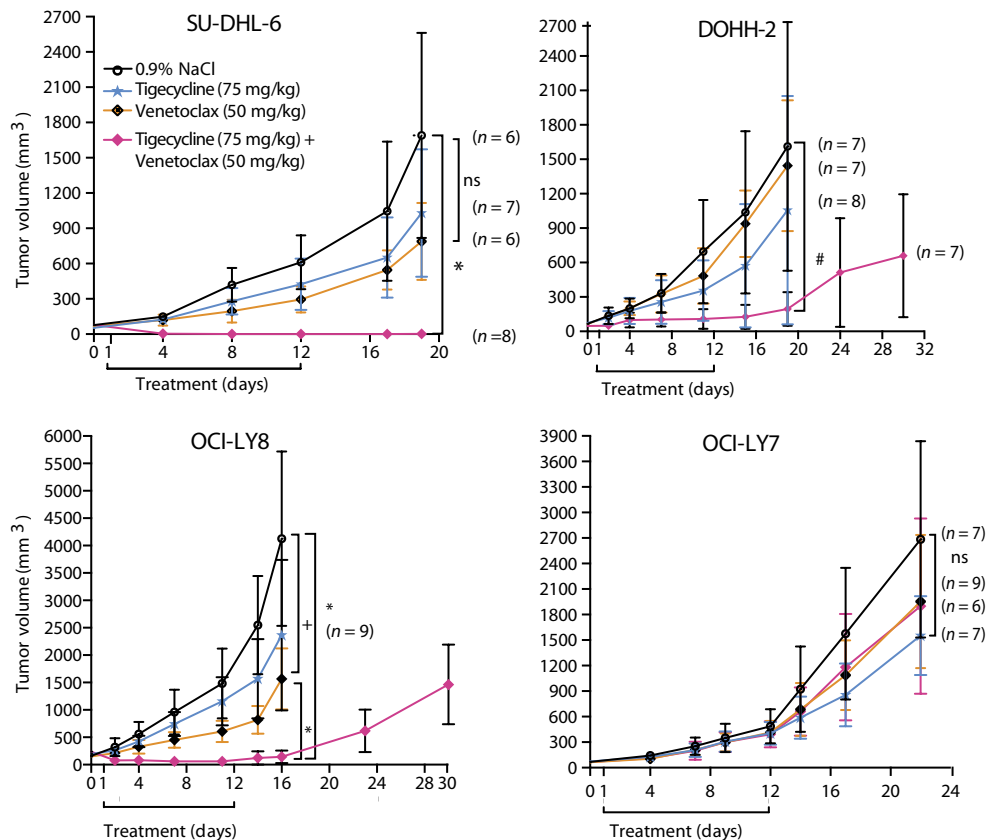 SU-DHL-6
Tumor volume (mm³)
2700
2400
2100
1800
1500
1200
900
600
300
0
0.9% NaCl
Tigecycline (75 mg/kg)
Venetoclax (50 mg/kg)
Tigecycline (75 mg/kg) +
Venetoclax (50 mg/kg)
(n = 6)
ns
(n = 7)
(n = 6)
*
(n = 8)
0 1 4 8 12 16 20
Treatment (days)
DOHH-2
2700
2400
2100
1800
1500
1200
900
600
300
0
(n = 7)
(n = 7)
(n = 8)
#
(n = 7)
0 1 4 8 12 16 20 24 28 32
Treatment (days)
OCI-LY8
Tumor volume (mm³)
6000
5500
5000
4500
4000
3500
3000
2500
2000
1500
1000
500
0
+
*
(n = 9)
*
0 1 4 8 12 16 20 24 28 30
Treatment (days)
OCI-LY7
3900
3600
3300
3000
2700
2400
2100
1800
1500
1200
900
600
300
0
(n = 7)
ns
(n = 9)
(n = 6)
(n = 7)
0 1 4 8 12 16 20 24
Treatment (days)